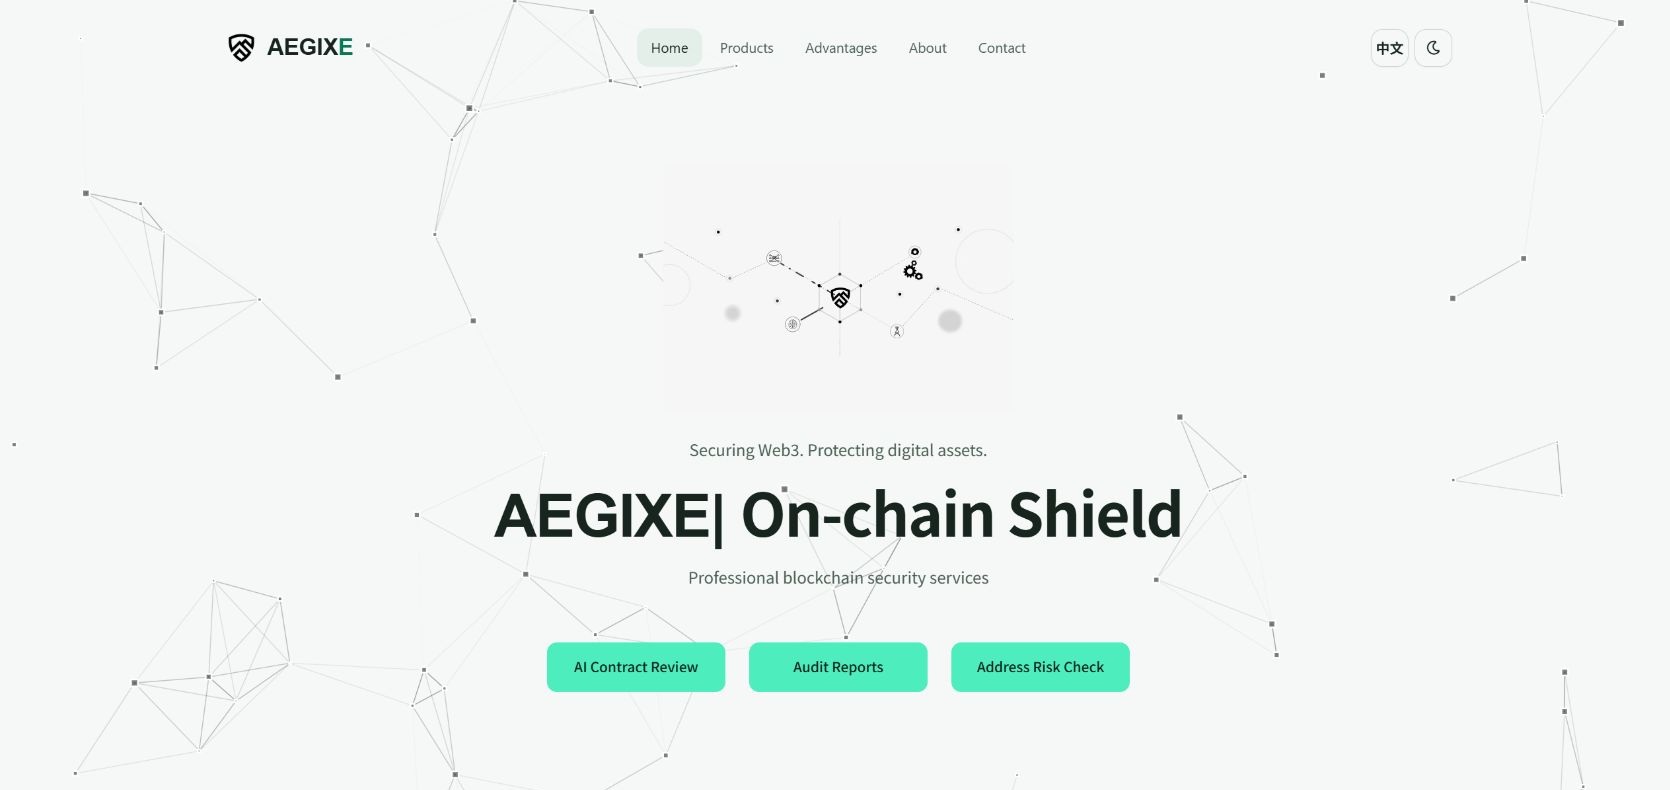 AEGIXE
Home Products Advantages About Contact
中文
Securing Web3. Protecting digital assets.
AEGIXE| On-chain Shield
Professional blockchain security services
AI Contract Review Audit Reports Address Risk Check